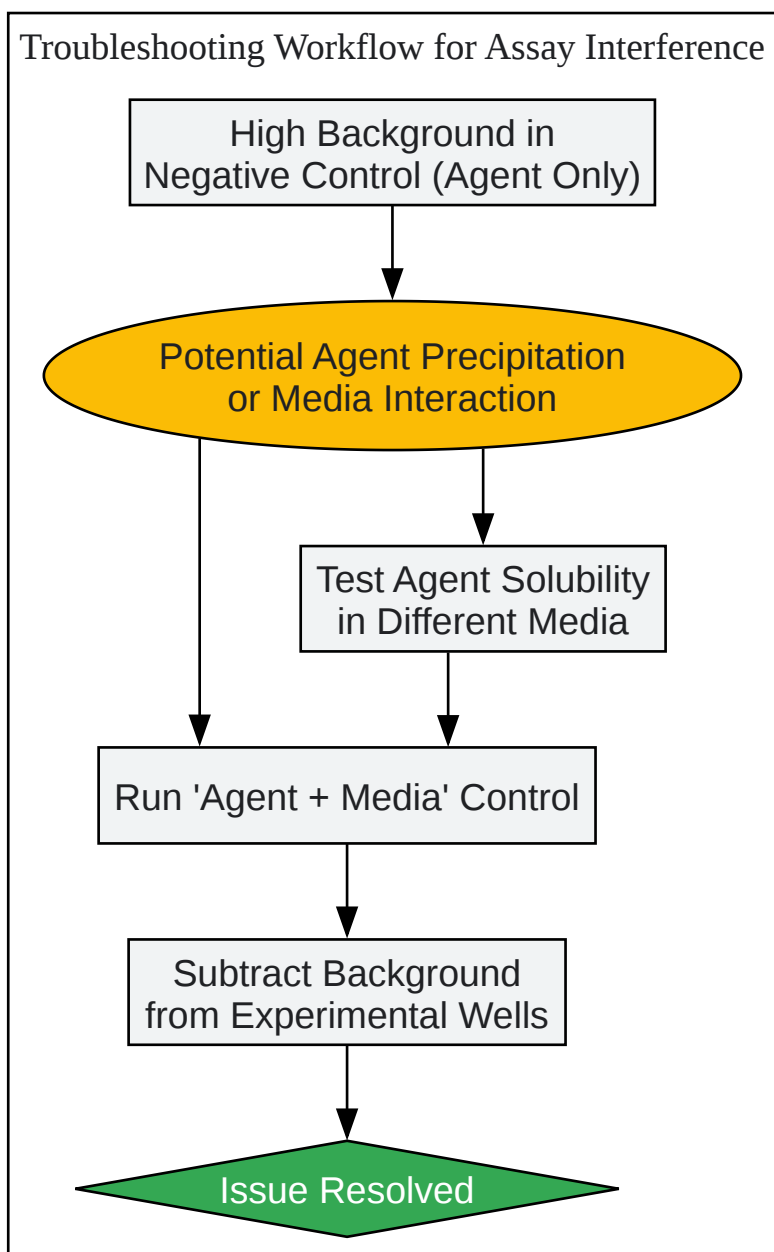 Troubleshooting Workflow for Assay Interference
High Background in
Negative Control (Agent Only)
Potential Agent Precipitation
or Media Interaction
Test Agent Solubility
in Different Media
Run 'Agent + Media' Control
Subtract Background
from Experimental Wells
Issue Resolved